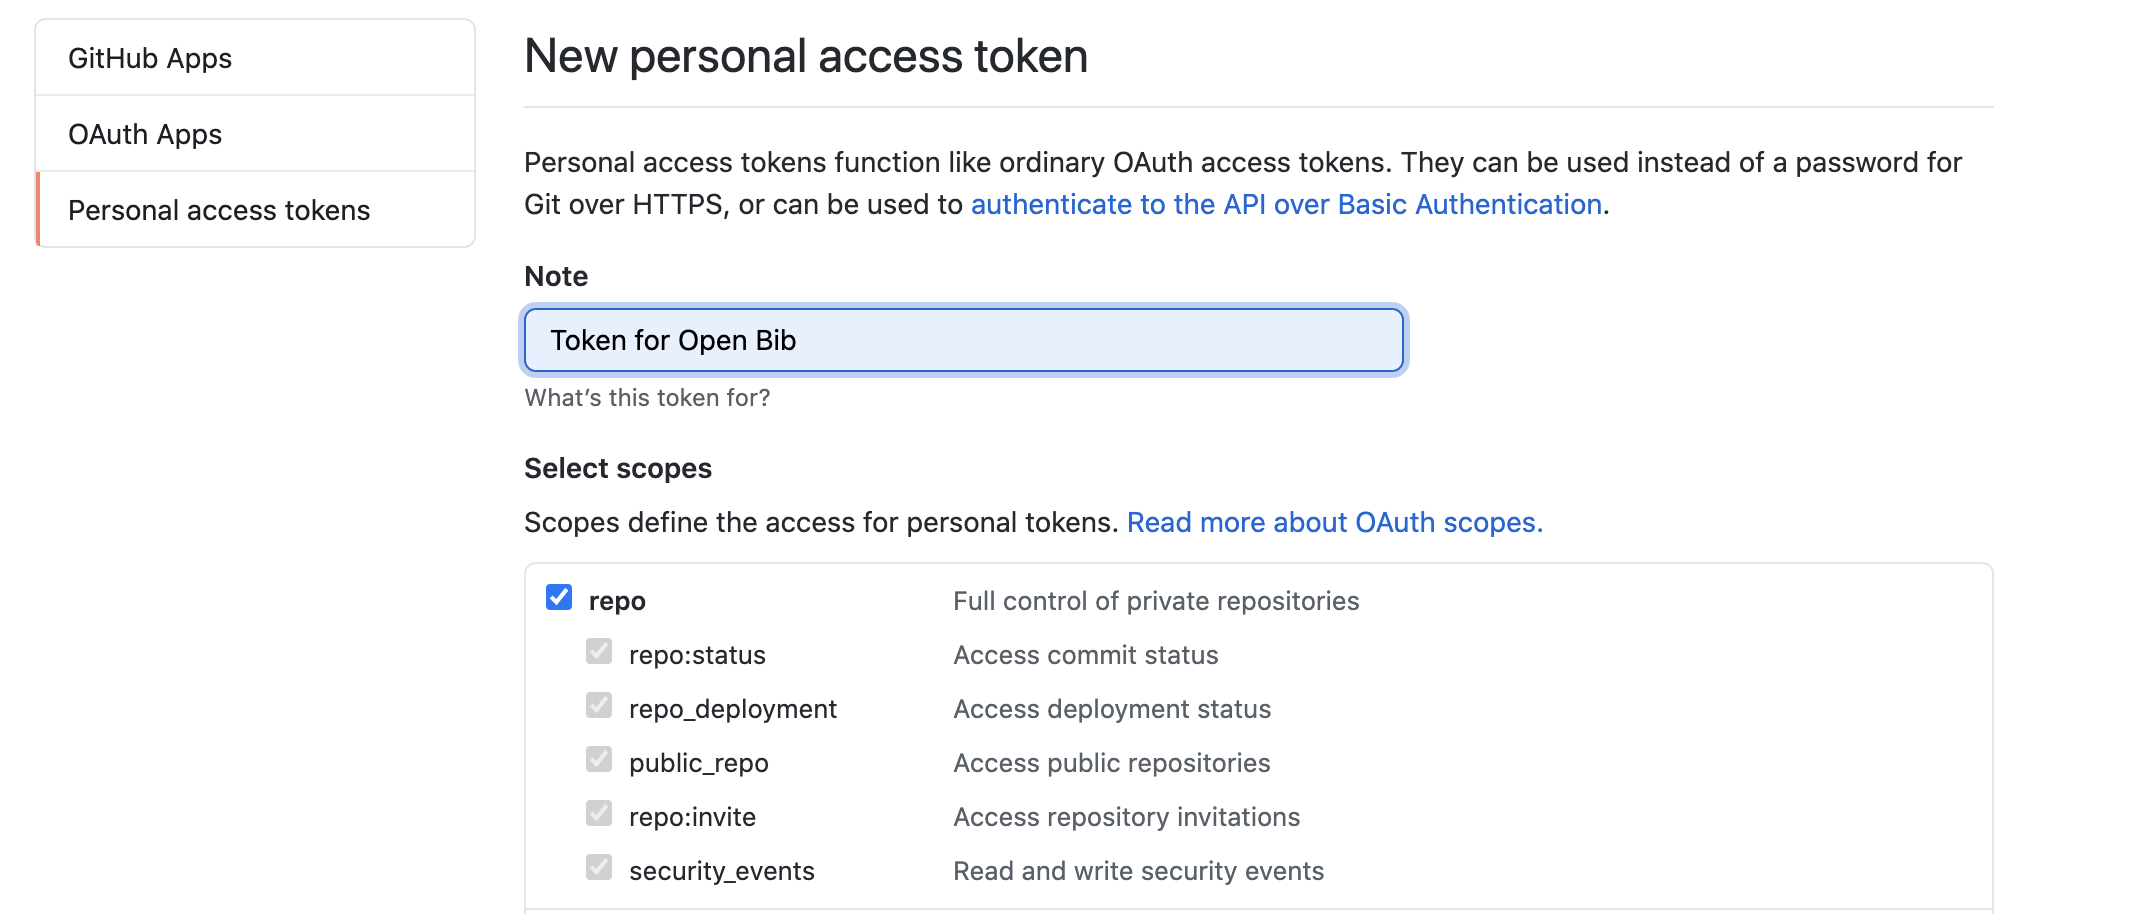 GitHub Apps
OAuth Apps
Personal access tokens
New personal access token
Personal access tokens function like ordinary OAuth access tokens. They can be used instead of a password for
Git over HTTPS, or can be used to authenticate to the API over Basic Authentication.
Note
Token for Open Bib
What’s this token for?
Select scopes
Scopes define the access for personal tokens. Read more about OAuth scopes.
repo Full control of private repositories
repo:status Access commit status
repo_deployment Access deployment status
public_repo Access public repositories
repo:invite Access repository invitations
security_events Read and write security events